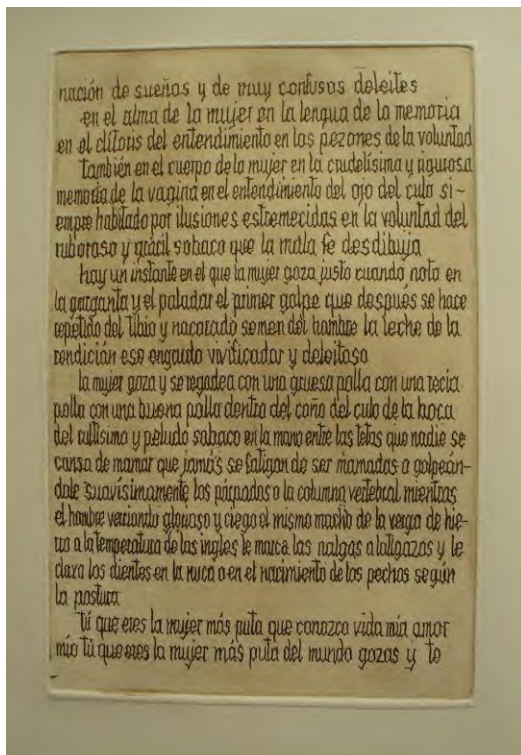 nación de sueños y de muy confusos deleites
en el alma de la mujer en la lengua de la memoria
en el clítoris del entendimiento en los pezones de la voluntad
también en el cuerpo de la mujer en la crudelísima y rigurosa
memoria de la vagina en el entendimiento del ojo del culo si-
empre habitado por ilusiones estremecidas en la voluntad del
ruboroso y grácil sobaco que la mala fe desdibuja
hay un instante en el que la mujer goza justo cuando nota en
la garganta y el paladar el primer golpe que después se hace
repetido del tibio y nacarado semen del hombre la leche de la
rendición ese engrudo vivificador y deleitoso
la mujer goza y se regodea con una gruesa polla con una recia
polla con una buena polla dentro del coño del culo de la boca
del cultísimo y peludo sobaco en la mano entre las tetas que nadie se
cansa de mamar que jamás se fatigan de ser mamadas o golpeán-
dole suavísimamente los párpados o la columna vertebral mientras
el hombre vertiendo glorioso y ciego el mismo macho de la verga de hie-
rro a la temperatura de las ingles le marca las nalgas a latigazos y le
clava los dientes en la nuca o en el nacimiento de los pechos según
la postura
tú que eres la mujer más puta que conozco vida mía amor
mío tú que eres la mujer más puta del mundo gozas y te